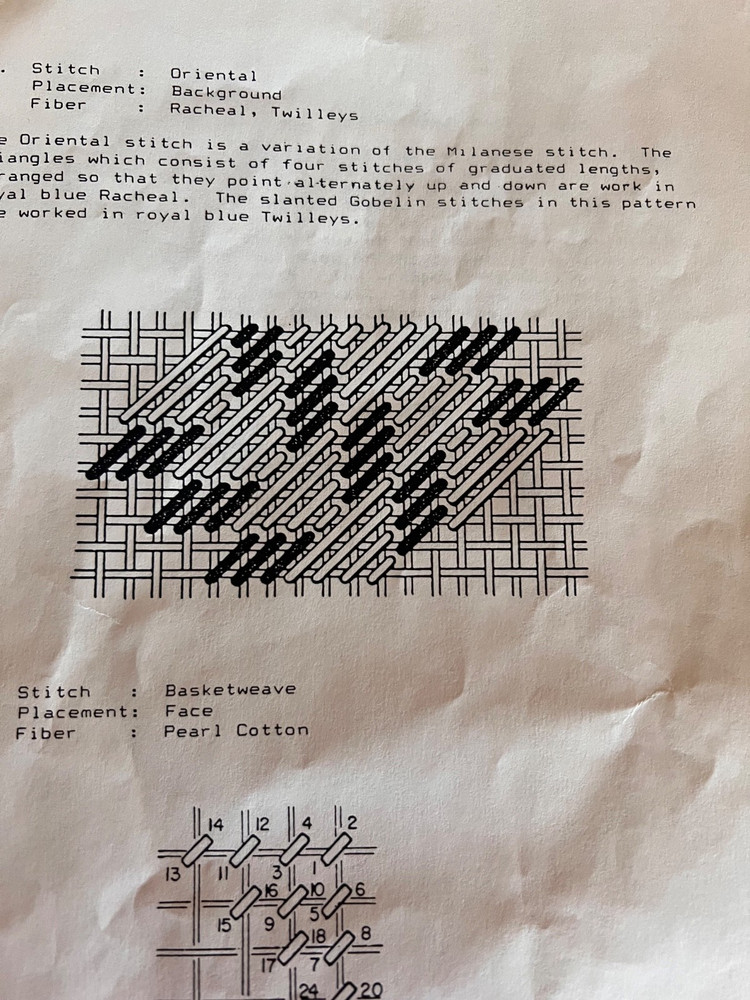 . Stitch : Oriental
Placement: Background
Fiber : Racheal, Twilleys
e Oriental stitch is a variation of the Milanese stitch. The
iangles which consist of four stitches of graduated lengths,
ranged so that they point alternately up and down are work in
yal blue Racheal. The slanted Gobelin stitches in this pattern
e worked in royal blue Twilleys.
Stitch : Basketweave
Placement: Face
Fiber : Pearl Cotton
14 12 4 2
13 11 3 1
16 10 6
15 9 5
18 8
17 7
24 20